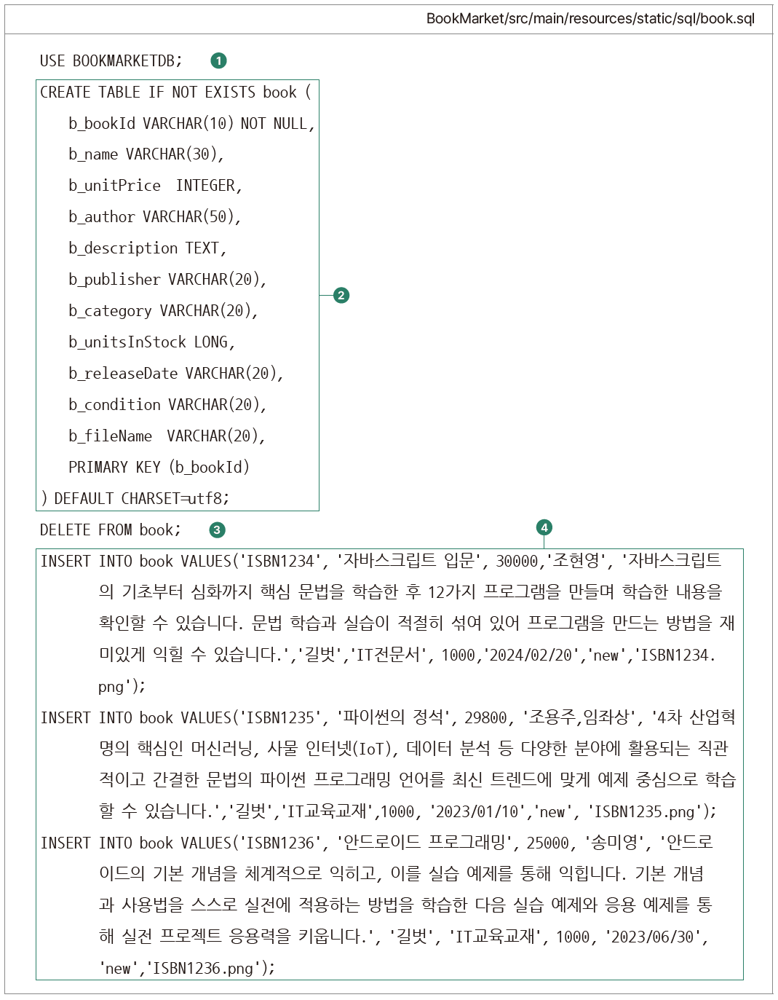 BookMarket/src/main/resources/static/sql/book.sql
USE BOOKMARKETDB; 1
CREATE TABLE IF NOT EXISTS book (
b_bookId VARCHAR(10) NOT NULL,
b_name VARCHAR(30),
b_unitPrice  INTEGER,
b_author VARCHAR(50),
b_description TEXT,
b_publisher VARCHAR(20),
2
b_category VARCHAR(20),
b_unitsInStock LONG,
b_releaseDate VARCHAR(20),
b_condition VARCHAR(20),
b_fileName  VARCHAR(20),
PRIMARY KEY (b_bookId)
) DEFAULT CHARSET=utf8;
DELETE FROM book; 3
4
INSERT INTO book VALUES('ISBN1234', '자바스크립트 입문', 30000,'조현영', '자바스크립트
의 기초부터 심화까지 핵심 문법을 학습한 후 12가지 프로그램을 만들며 학습한 내용을
확인할 수 있습니다. 문법 학습과 실습이 적절히 섞여 있어 프로그램을 만드는 방법을 재
미있게 익힐 수 있습니다.','길벗','IT전문서', 1000,'2024/02/20','new','ISBN1234.
png');
INSERT INTO book VALUES('ISBN1235', '파이썬의 정석', 29800, '조용주,임좌상', '4차 산업혁
명의 핵심인 머신러닝, 사물 인터넷(IoT), 데이터 분석 등 다양한 분야에 활용되는 직관
적이고 간결한 문법의 파이썬 프로그래밍 언어를 최신 트렌드에 맞게 예제 중심으로 학습
할 수 있습니다.','길벗','IT교육교재',1000, '2023/01/10','new', 'ISBN1235.png');
INSERT INTO book VALUES('ISBN1236', '안드로이드 프로그래밍', 25000, '송미영', '안드로
이드의 기본 개념을 체계적으로 익히고, 이를 실습 예제를 통해 익힙니다. 기본 개념
과 사용법을 스스로 실전에 적용하는 방법을 학습한 다음 실습 예제와 응용 예제를 통
해 실전 프로젝트 응용력을 키웁니다.', '길벗', 'IT교육교재', 1000, '2023/06/30',
'new','ISBN1236.png');